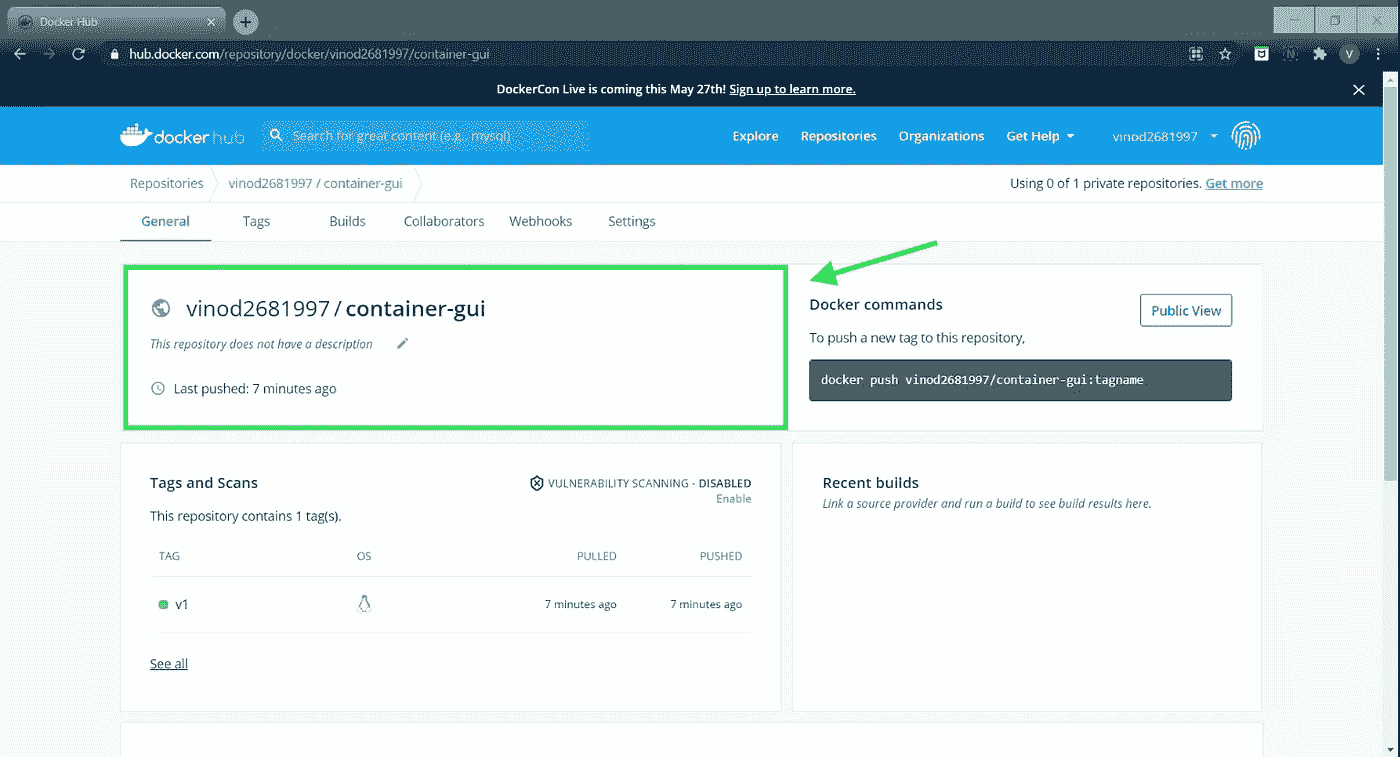 Docker Hub
hub.docker.com/repository/docker/vinod2681997/container-gui
V
DockerCon Live is coming this May 27th! Sign up to learn more.
docker hub
Search for great content (e.g., mysql)
Explore
Repositories
Organizations
Get Help
vinod2681997
Repositories
vinod2681997 / container-gui
Using 0 of 1 private repositories. Get more
General
Tags
Builds
Collaborators
Webhooks
Settings
vinod2681997 / container-gui
This repository does not have a description
Last pushed: 7 minutes ago
Docker commands
Public View
To push a new tag to this repository,
docker push vinod2681997/container-gui:tagname
Tags and Scans
VULNERABILITY SCANNING - DISABLED
Enable
This repository contains 1 tag(s).
TAG OS PULLED PUSHED
v1 7 minutes ago 7 minutes ago
See all
Recent builds
Link a source provider and run a build to see build results here.